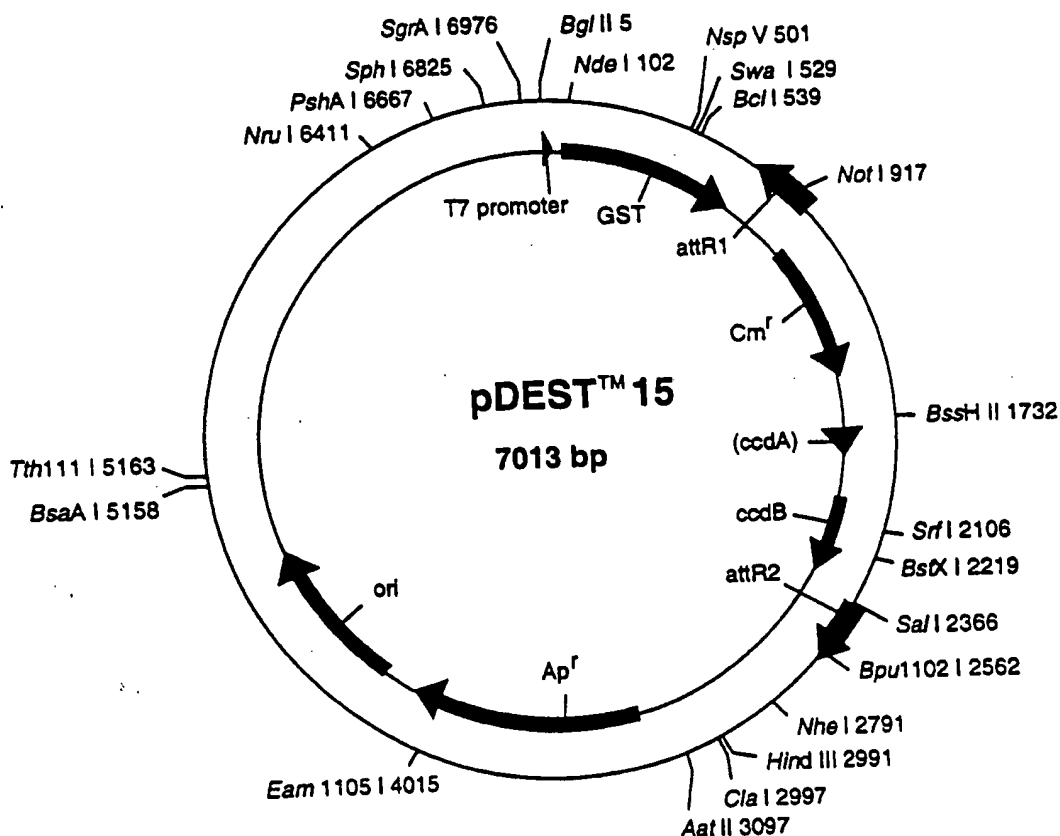 SgrA I 6976
Bgl II 5
Nsp V 501
Sph I 6825
Nde I 102
Swa I 529
PshA I 6667
Bcl I 539
Nru I 6411
Not I 917
T7 promoter
GST
attR1
Cmr
pDEST™ 15
7013 bp
BssH II 1732
(ccdA)
Tth111 I 5163
BsaA I 5158
ccdB
Srf I 2106
BstX I 2219
attR2
ori
Sal I 2366
Apr
Bpu1102 I 2562
Nhe I 2791
Hind III 2991
Eam 1105 I 4015
Cla I 2997
Aat II 3097